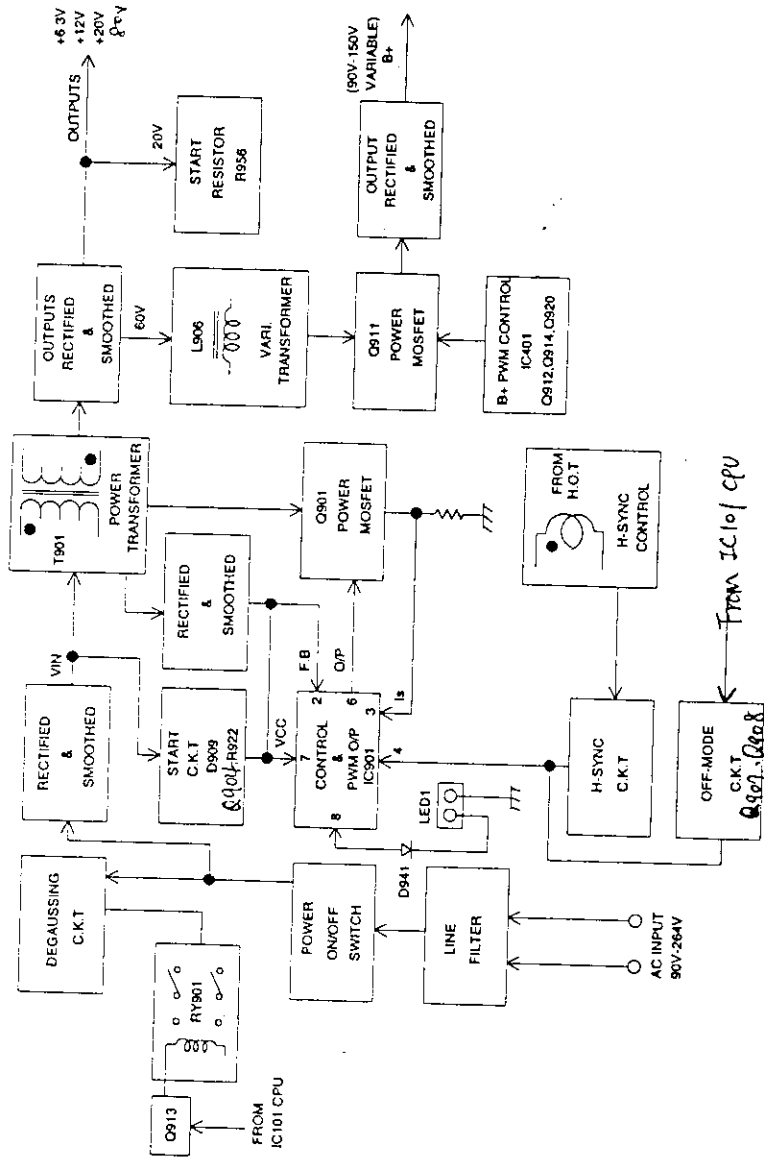 Q913
FROM
IC101 CPU
RY901
DEGAUSSING
C.K.T
POWER
ON/OFF
SWITCH
LINE
FILTER
AC INPUT
90V-264V
RECTIFIED
&
SMOOTHED
VIN
START
C.K.T
D909
Q904-R922
VCC
7
8
2
6
3
4
CONTROL
&
PWM O/P
IC901
F.B
O/P
Is
D941
LED1
H-SYNC
C.K.T
OFF-MODE
C.K.T
Q907.Q908
From IC101 CPU
T901
POWER
TRANSFORMER
RECTIFIED
&
SMOOTHED
Q901
POWER
MOSFET
FROM
H.O.T
H-SYNC
CONTROL
OUTPUTS
RECTIFIED
&
SMOOTHED
60V
L906
VARI.
TRANSFORMER
Q911
POWER
MOSFET
B+ PWM CONTROL
IC401
Q912,Q914,Q920
OUTPUTS
+6 3V
+12V
+20V
20V
START
RESISTOR
R956
OUTPUT
RECTIFIED
&
SMOOTHED
(90V-150V
VARIABLE)
B+